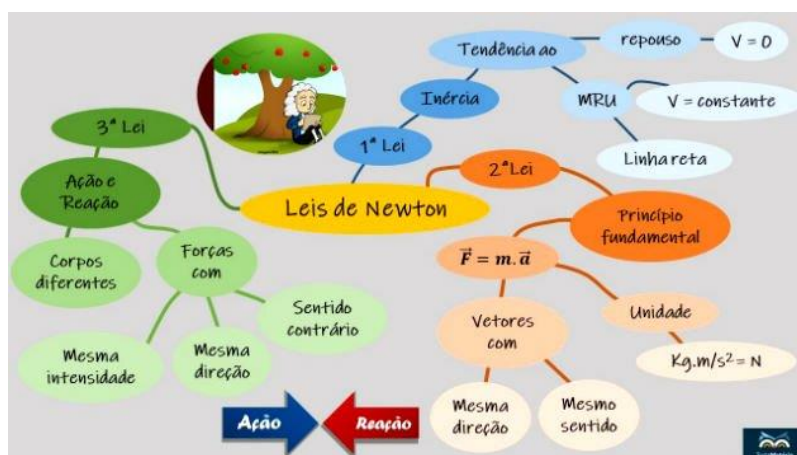 Leis de Newton
1ª Lei
Inércia
Tendência ao
repouso
V = 0
MRU
V = constante
Linha reta
2ª Lei
Princípio
fundamental
F⃗ = m.a⃗
Vetores
com
Mesma
direção
Mesmo
sentido
Unidade
Kg.m/s² = N
3ª Lei
Ação e
Reação
Corpos
diferentes
Forças
com
Mesma
intensidade
Mesma
direção
Sentido
contrário
Ação
Reação